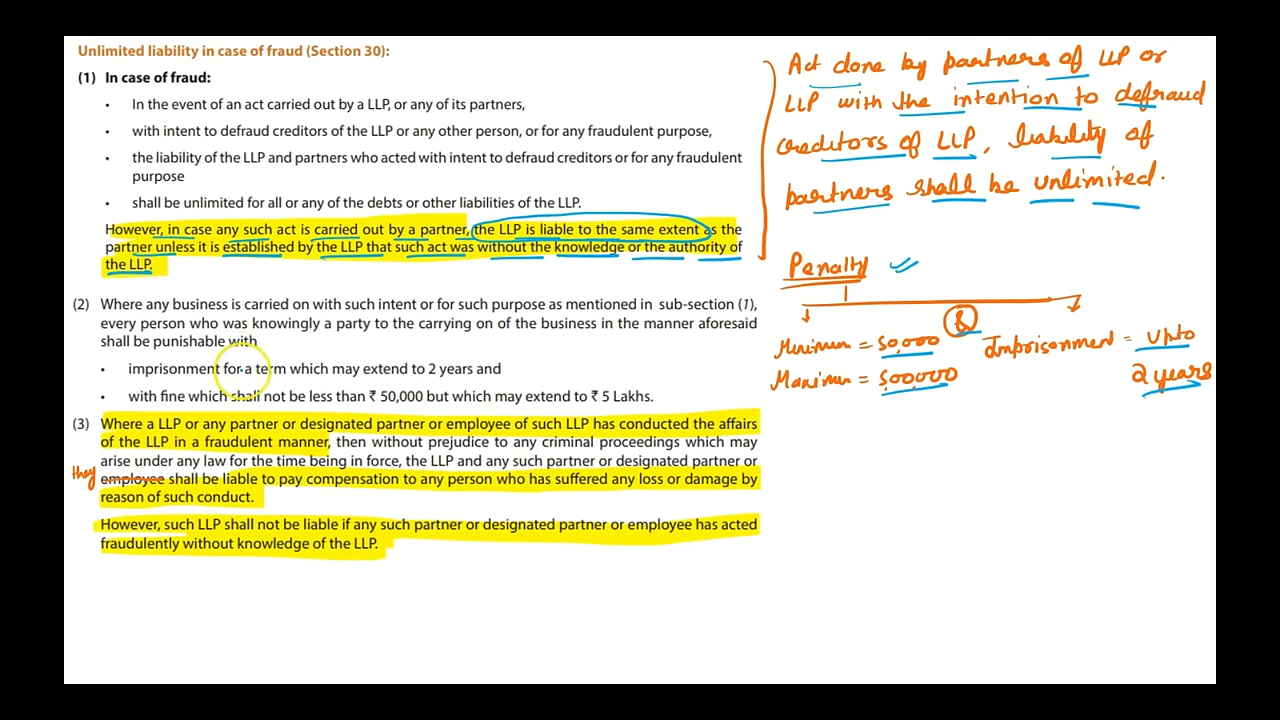 Unlimited liability in case of fraud (Section 30):
(1) In case of fraud:
• In the event of an act carried out by a LLP, or any of its partners,
• with intent to defraud creditors of the LLP or any other person, or for any fraudulent purpose,
• the liability of the LLP and partners who acted with intent to defraud creditors or for any fraudulent
purpose
• shall be unlimited for all or any of the debts or other liabilities of the LLP.
However, in case any such act is carried out by a partner, the LLP is liable to the same extent as the
partner unless it is established by the LLP that such act was without the knowledge or the authority of
the LLP.
(2) Where any business is carried on with such intent or for such purpose as mentioned in sub-section (1),
every person who was knowingly a party to the carrying on of the business in the manner aforesaid
shall be punishable with
• imprisonment for a term which may extend to 2 years and
• with fine which shall not be less than ₹ 50,000 but which may extend to ₹ 5 Lakhs.
(3) Where a LLP or any partner or designated partner or employee of such LLP has conducted the affairs
of the LLP in a fraudulent manner, then without prejudice to any criminal proceedings which may
arise under any law for the time being in force, the LLP and any such partner or designated partner or
they employee shall be liable to pay compensation to any person who has suffered any loss or damage by
reason of such conduct.
However, such LLP shall not be liable if any such partner or designated partner or employee has acted
fraudulently without knowledge of the LLP.
Act done by partners of LLP or
LLP with the intention to defraud
creditors of LLP, liability of
partners shall be unlimited.
Penalty
&
Minimum = 50,000 Imprisonment = upto
Maximum = 5,00,000 2 years